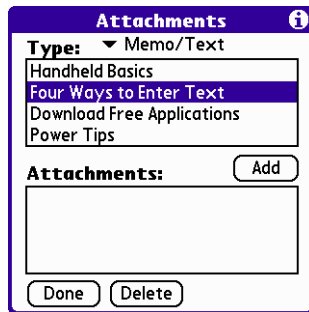 Attachments
Type: Memo/Text
Handheld Basics
Four Ways to Enter Text
Download Free Applications
Power Tips
Attachments: Add
Done Delete